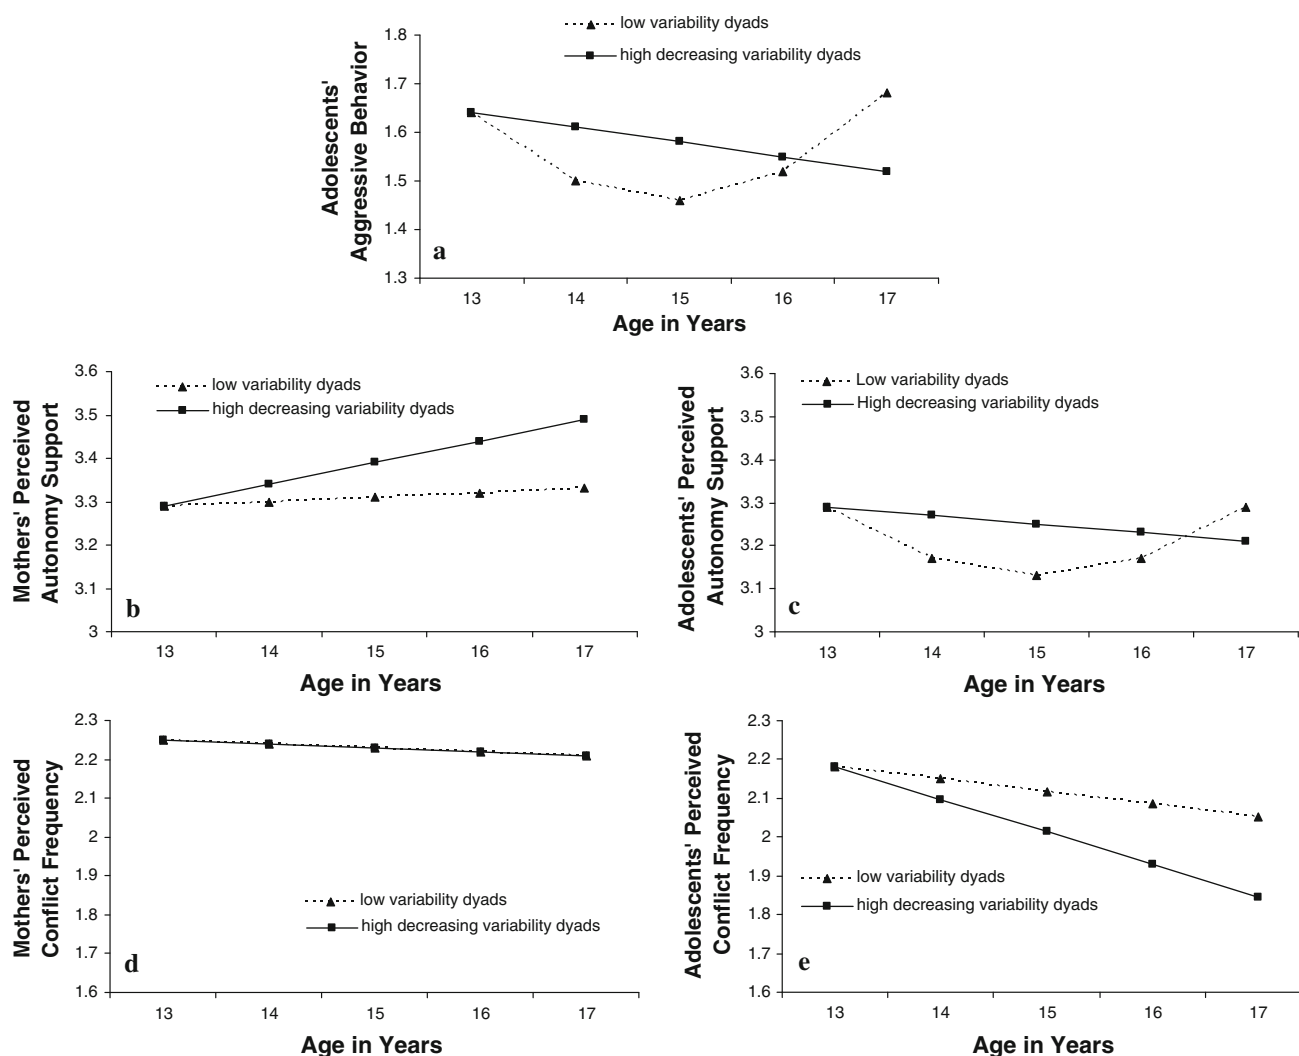 low variability dyads
high decreasing variability dyads
Adolescents'
Aggressive Behavior
1.8
1.7
1.6
1.5
1.4
1.3
a
13 14 15 16 17
Age in Years
Mothers' Perceived
Autonomy Support
3.6
3.5
3.4
3.3
3.2
3.1
3
low variability dyads
high decreasing variability dyads
b
13 14 15 16 17
Age in Years
Adolescents' Perceived
Autonomy Support
3.6
3.5
3.4
3.3
3.2
3.1
3
Low variability dyads
High decreasing variability dyads
c
13 14 15 16 17
Age in Years
Mothers' Perceived
Conflict Frequency
2.3
2.2
2.1
2
1.9
1.8
1.7
1.6
low variability dyads
high decreasing variability dyads
d
13 14 15 16 17
Age in Years
Adolescents' Perceived
Conflict Frequency
2.3
2.2
2.1
2
1.9
1.8
1.7
1.6
low variability dyads
high decreasing variability dyads
e
13 14 15 16 17
Age in Years